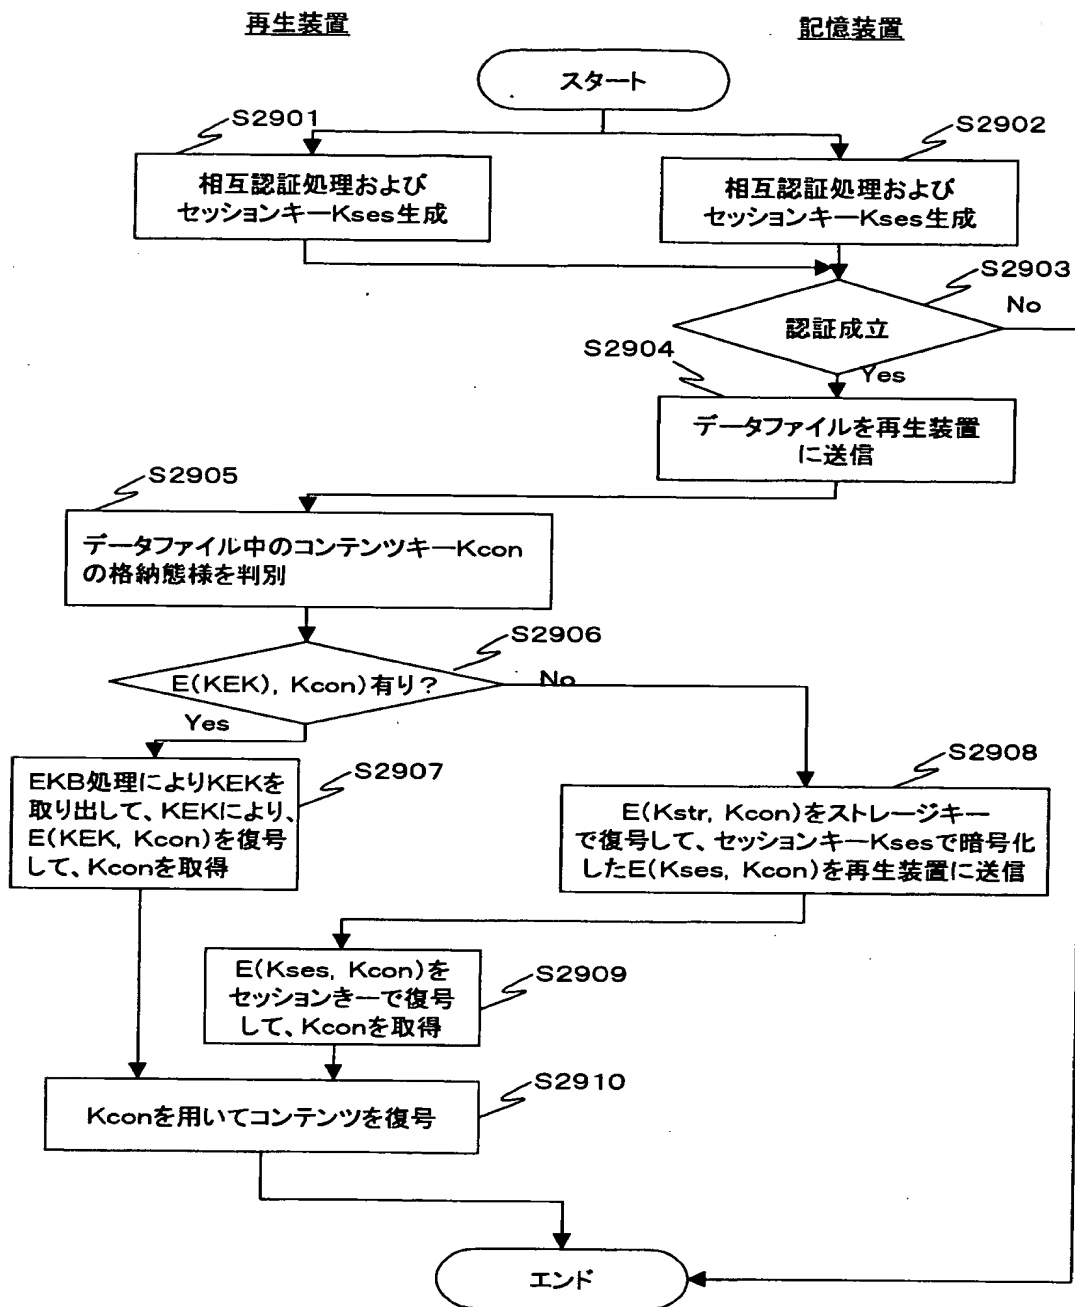 再生装置
記憶装置
スタート
S2901
S2902
相互認証処理および
セッションキーKses生成
相互認証処理および
セッションキーKses生成
S2903
No
認証成立
S2904
Yes
データファイルを再生装置
に送信
S2905
データファイル中のコンテンツキーKcon
の格納態様を判別
S2906
E(KEK), Kcon)有り?
No
Yes
S2907
EKB処理によりKEKを
取り出して、KEKにより、
E(KEK, Kcon)を復号
して、Kconを取得
S2908
E(Kstr, Kcon)をストレージキー
で復号して、セッションキーKsesで暗号化
したE(Kses, Kcon)を再生装置に送信
E(Kses, Kcon)を
セッションきーで復号
して、Kconを取得
S2909
S2910
Kconを用いてコンテンツを復号
エンド